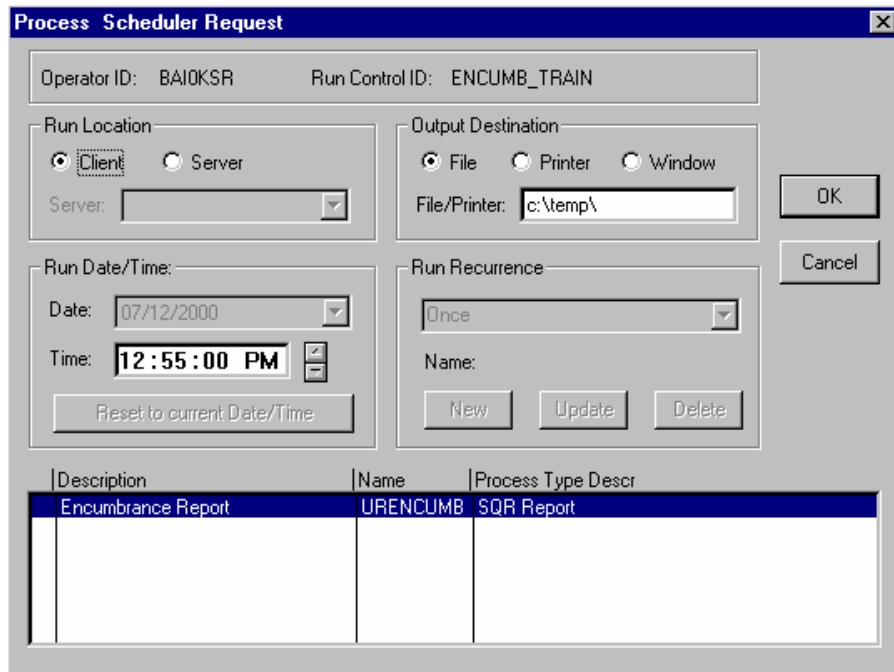 Process Scheduler Request
Operator ID: BAI0KSR Run Control ID: ENCUMB_TRAIN
Run Location
Client Server
Server:
Output Destination
File Printer Window
File/Printer: c:\temp\
OK
Cancel
Run Date/Time:
Date: 07/12/2000
Time: 12:55:00 PM
Reset to current Date/Time
Run Recurrence
Once
Name:
New Update Delete
Description Name Process Type Descr
Encumbrance Report URENCUMB SQR Report